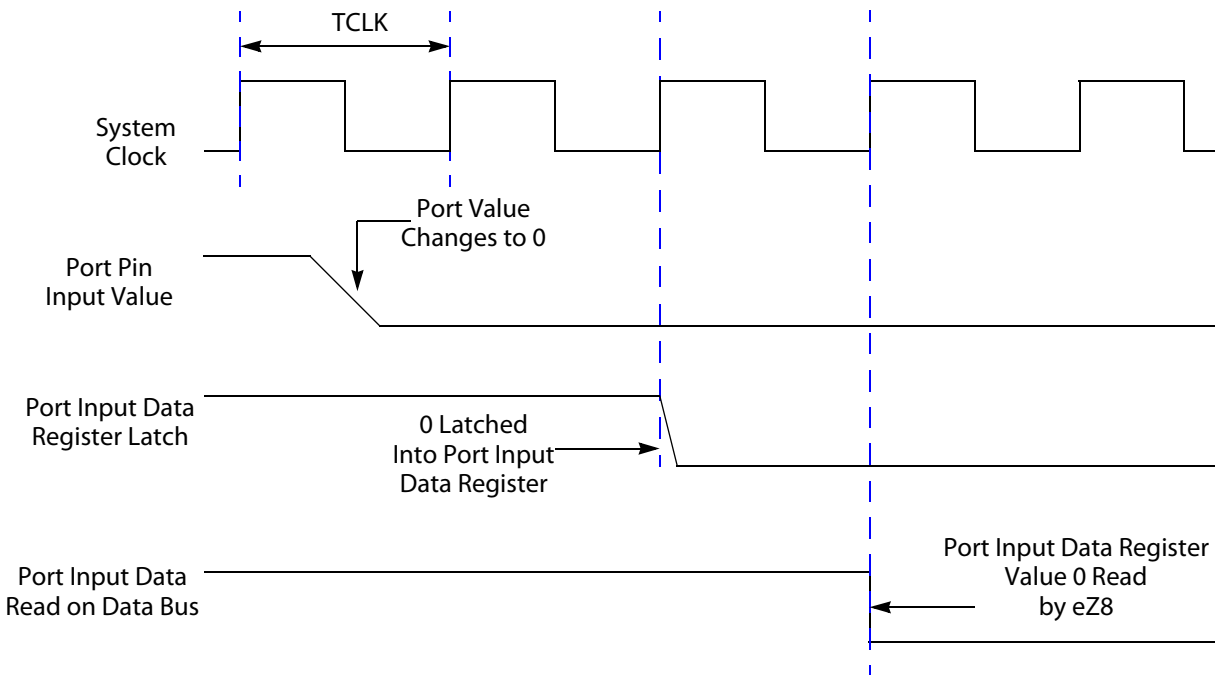 TCLK
System
Clock
Port Value
Changes to 0
Port Pin
Input Value
Port Input Data
Register Latch
0 Latched
Into Port Input
Data Register
Port Input Data Register
Value 0 Read
by eZ8
Port Input Data
Read on Data Bus